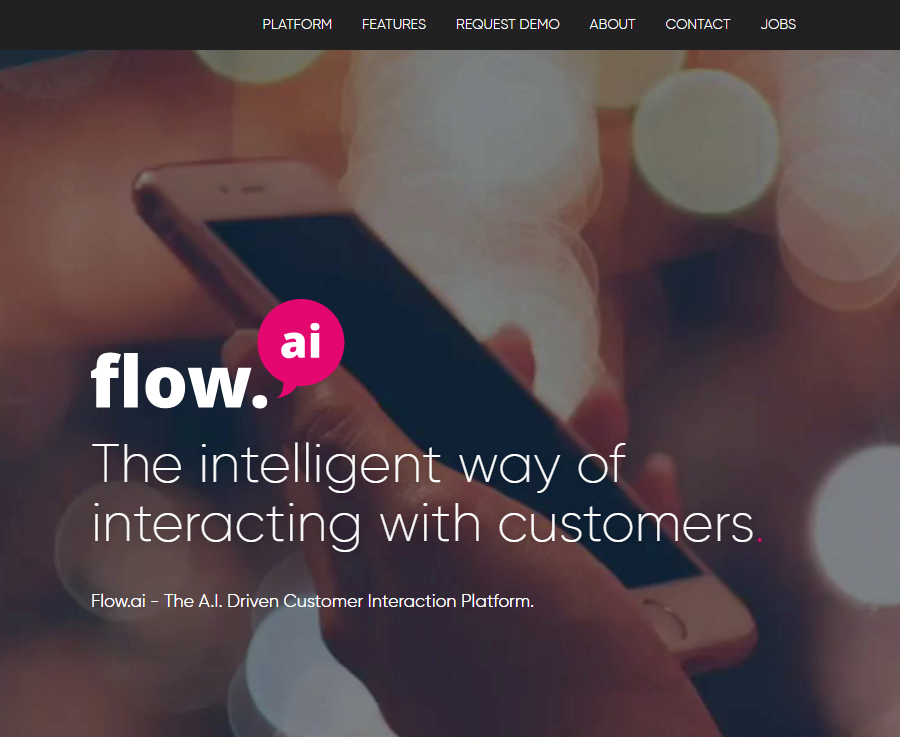 PLATFORM FEATURES REQUEST DEMO ABOUT CONTACT JOBS
ai
flow.
The intelligent way of
interacting with customers.
Flow.ai - The A.I. Driven Customer Interaction Platform.